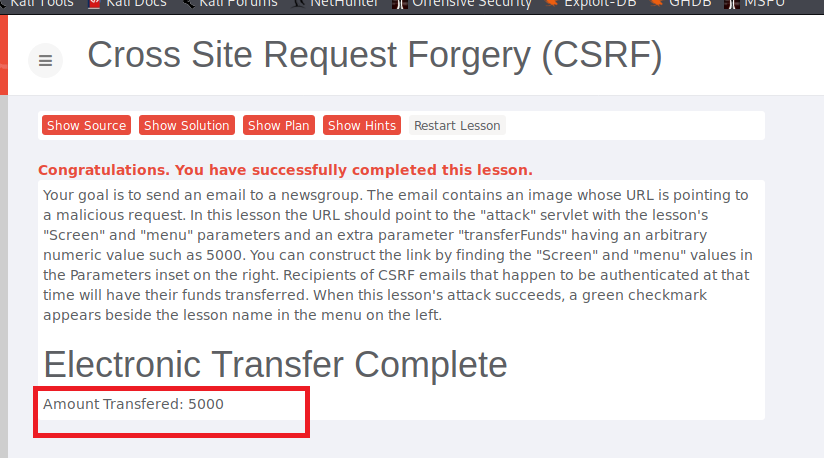 Kali Tools Kali Docs Kali Forums NetHunter Offensive Security Exploit-DB GHDB MSFU
Cross Site Request Forgery (CSRF)
Show Source Show Solution Show Plan Show Hints Restart Lesson
Congratulations. You have successfully completed this lesson.
Your goal is to send an email to a newsgroup. The email contains an image whose URL is pointing to
a malicious request. In this lesson the URL should point to the "attack" servlet with the lesson's
"Screen" and "menu" parameters and an extra parameter "transferFunds" having an arbitrary
numeric value such as 5000. You can construct the link by finding the "Screen" and "menu" values in
the Parameters inset on the right. Recipients of CSRF emails that happen to be authenticated at that
time will have their funds transferred. When this lesson's attack succeeds, a green checkmark
appears beside the lesson name in the menu on the left.
Electronic Transfer Complete
Amount Transfered: 5000